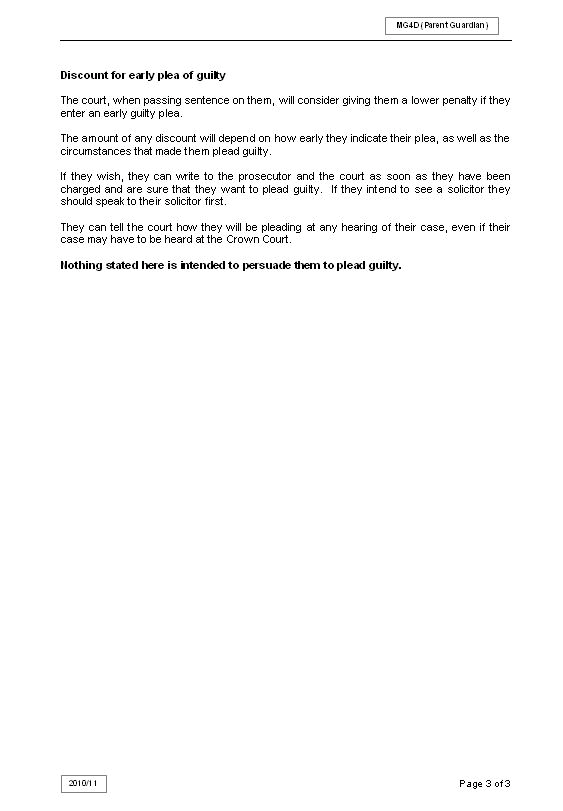 MG4D (Parent Guardian)
Discount for early plea of guilty
The court, when passing sentence on them, will consider giving them a lower penalty if they
enter an early guilty plea.
The amount of any discount will depend on how early they indicate their plea, as well as the
circumstances that made them plead guilty.
If they wish, they can write to the prosecutor and the court as soon as they have been
charged and are sure that they want to plead guilty. If they intend to see a solicitor they
should speak to their solicitor first.
They can tell the court how they will be pleading at any hearing of their case, even if their
case may have to be heard at the Crown Court.
Nothing stated here is intended to persuade them to plead guilty.
2010/11
Page 3 of 3